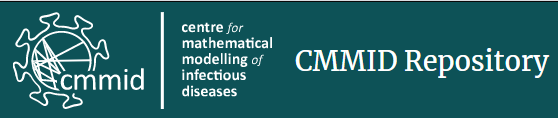 cmmid
centre for
mathematical
modelling of
infectious
diseases
CMMID Repository